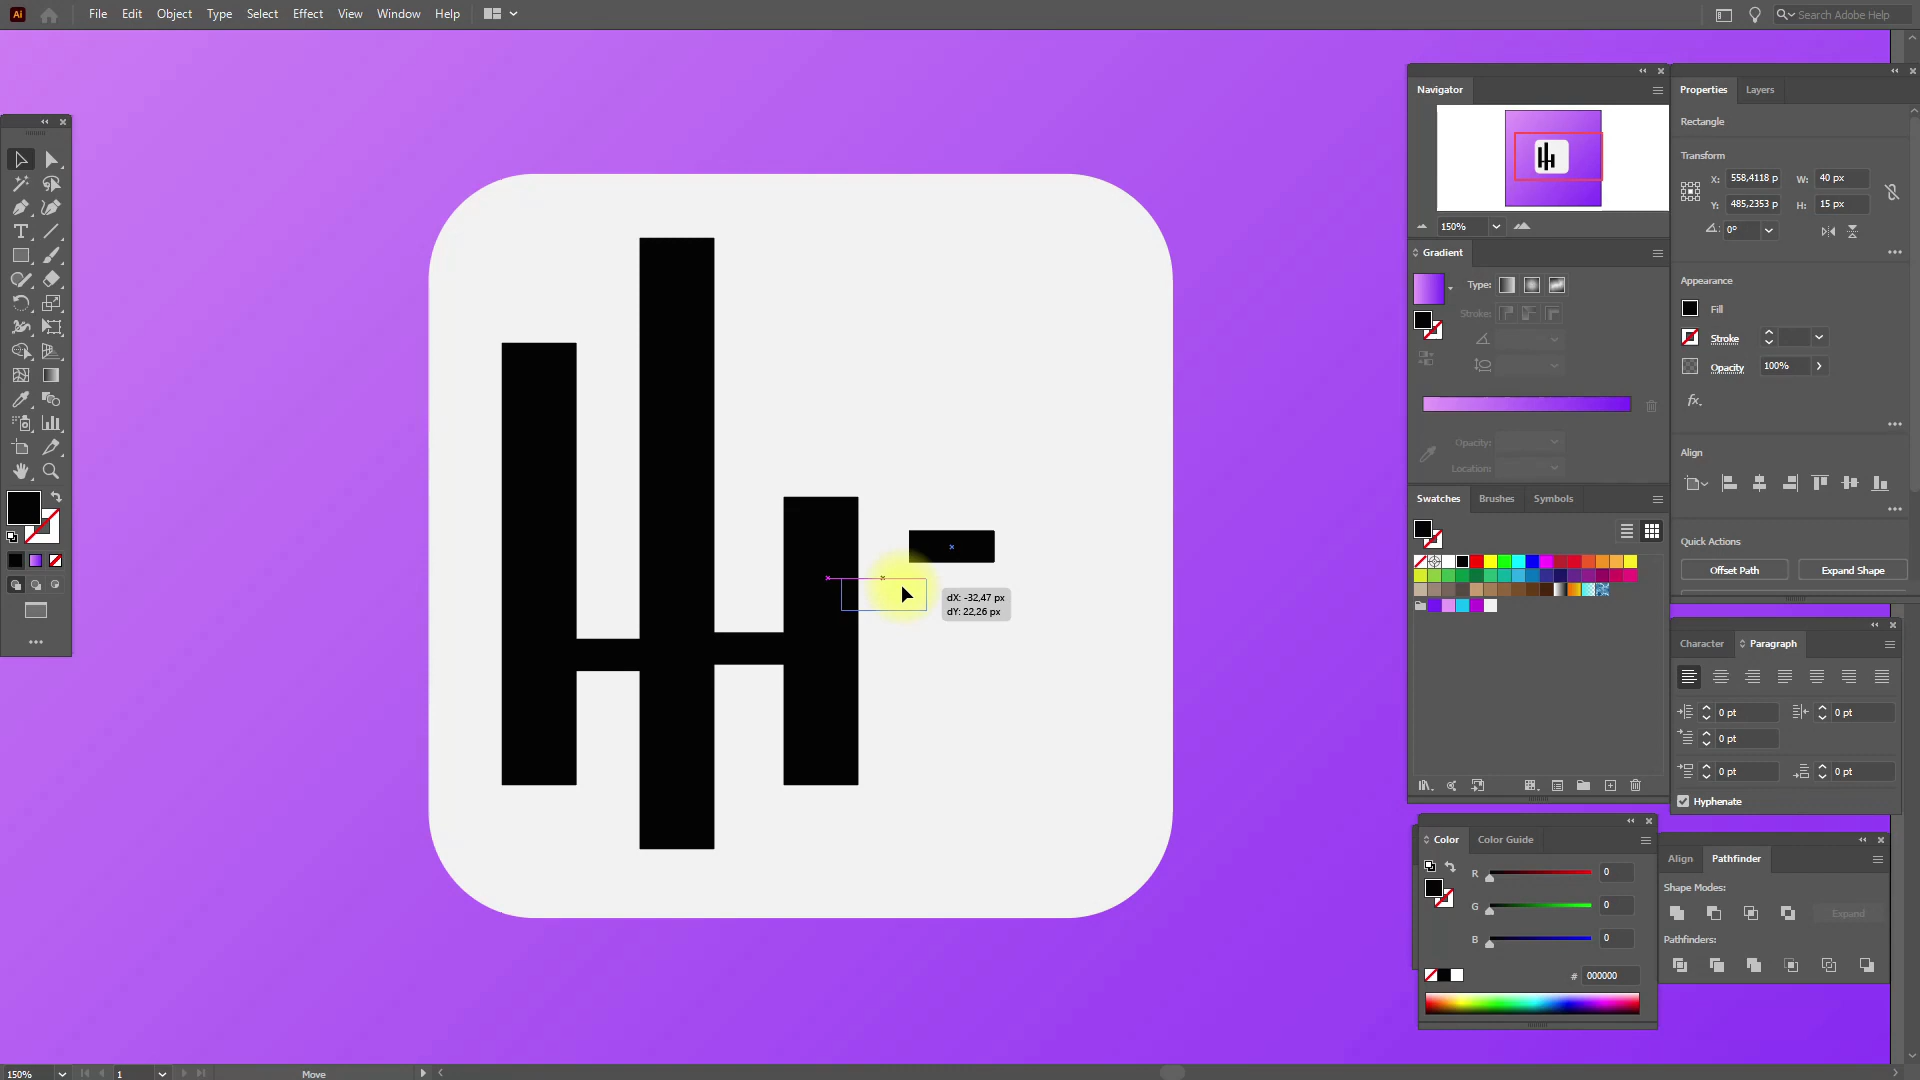 Ai
File Edit Object Type Select Effect View Window Help
Search Adobe Help
Navigator
150%
Gradient
Type:
Stroke:
Opacity:
Location:
Swatches Brushes Symbols
Color Color Guide
R 0
G 0
B 0
# 000000
Properties Layers
Rectangle
Transform
X: 558,4118 p W: 40 px
Y: 485,2353 p H: 15 px
0°
Appearance
Fill
Stroke
Opacity 100%
fx.
Align
Quick Actions
Offset Path Expand Shape
Character Paragraph
0 pt 0 pt
0 pt
0 pt 0 pt
Hyphenate
Align Pathfinder
Shape Modes:
Expand
Pathfinders:
dX: -32,47 px
dY: 22,26 px
150% 1 Move